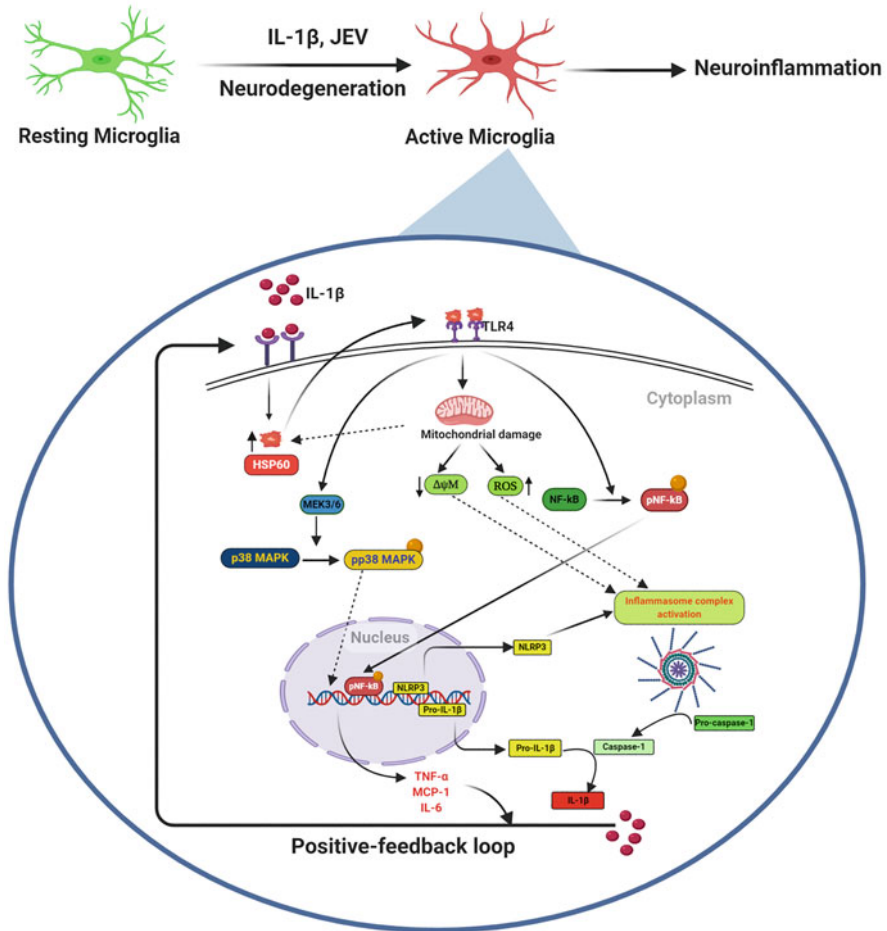 IL-1β, JEV
Neurodegeneration
Neuroinflammation
Resting Microglia
Active Microglia
IL-1β
TLR4
Cytoplasm
Mitochondrial damage
HSP60
ΔψM
ROS
NF-kB
pNF-kB
MEK3/6
p38 MAPK
pp38 MAPK
Inflammasome complex
activation
Nucleus
NLRP3
pNF-kB
NLRP3
Pro-IL-1β
Pro-caspase-1
Pro-IL-1β
Caspase-1
TNF-α
MCP-1
IL-6
IL-1β
Positive-feedback loop